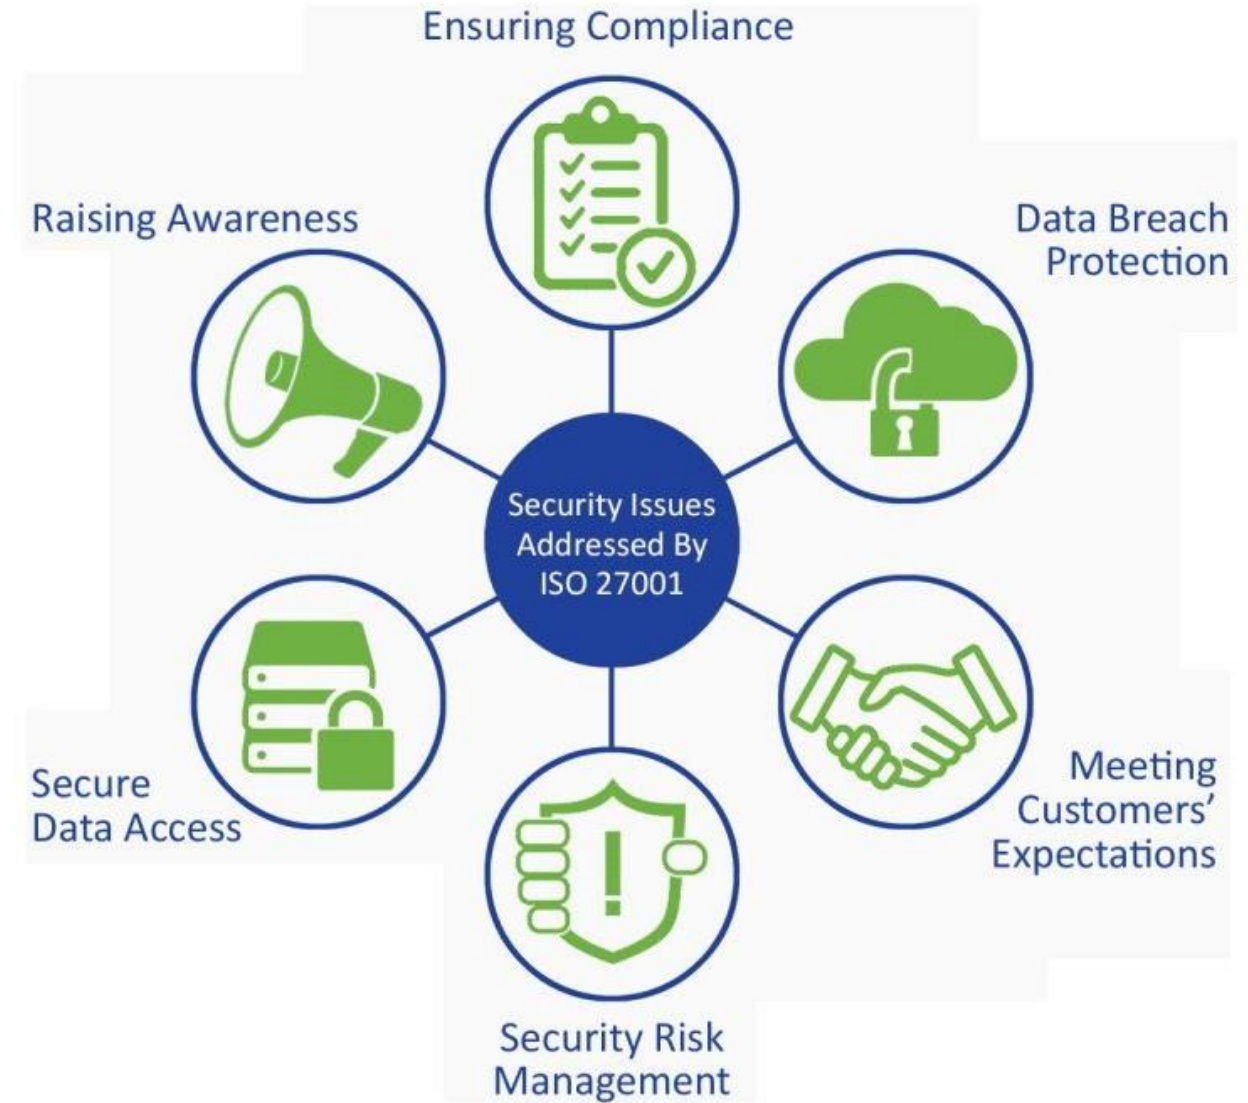 Ensuring Compliance
Raising Awareness
Data Breach
Protection
Security Issues
Addressed By
ISO 27001
Secure
Data Access
Meeting
Customers’
Expectations
Security Risk
Management